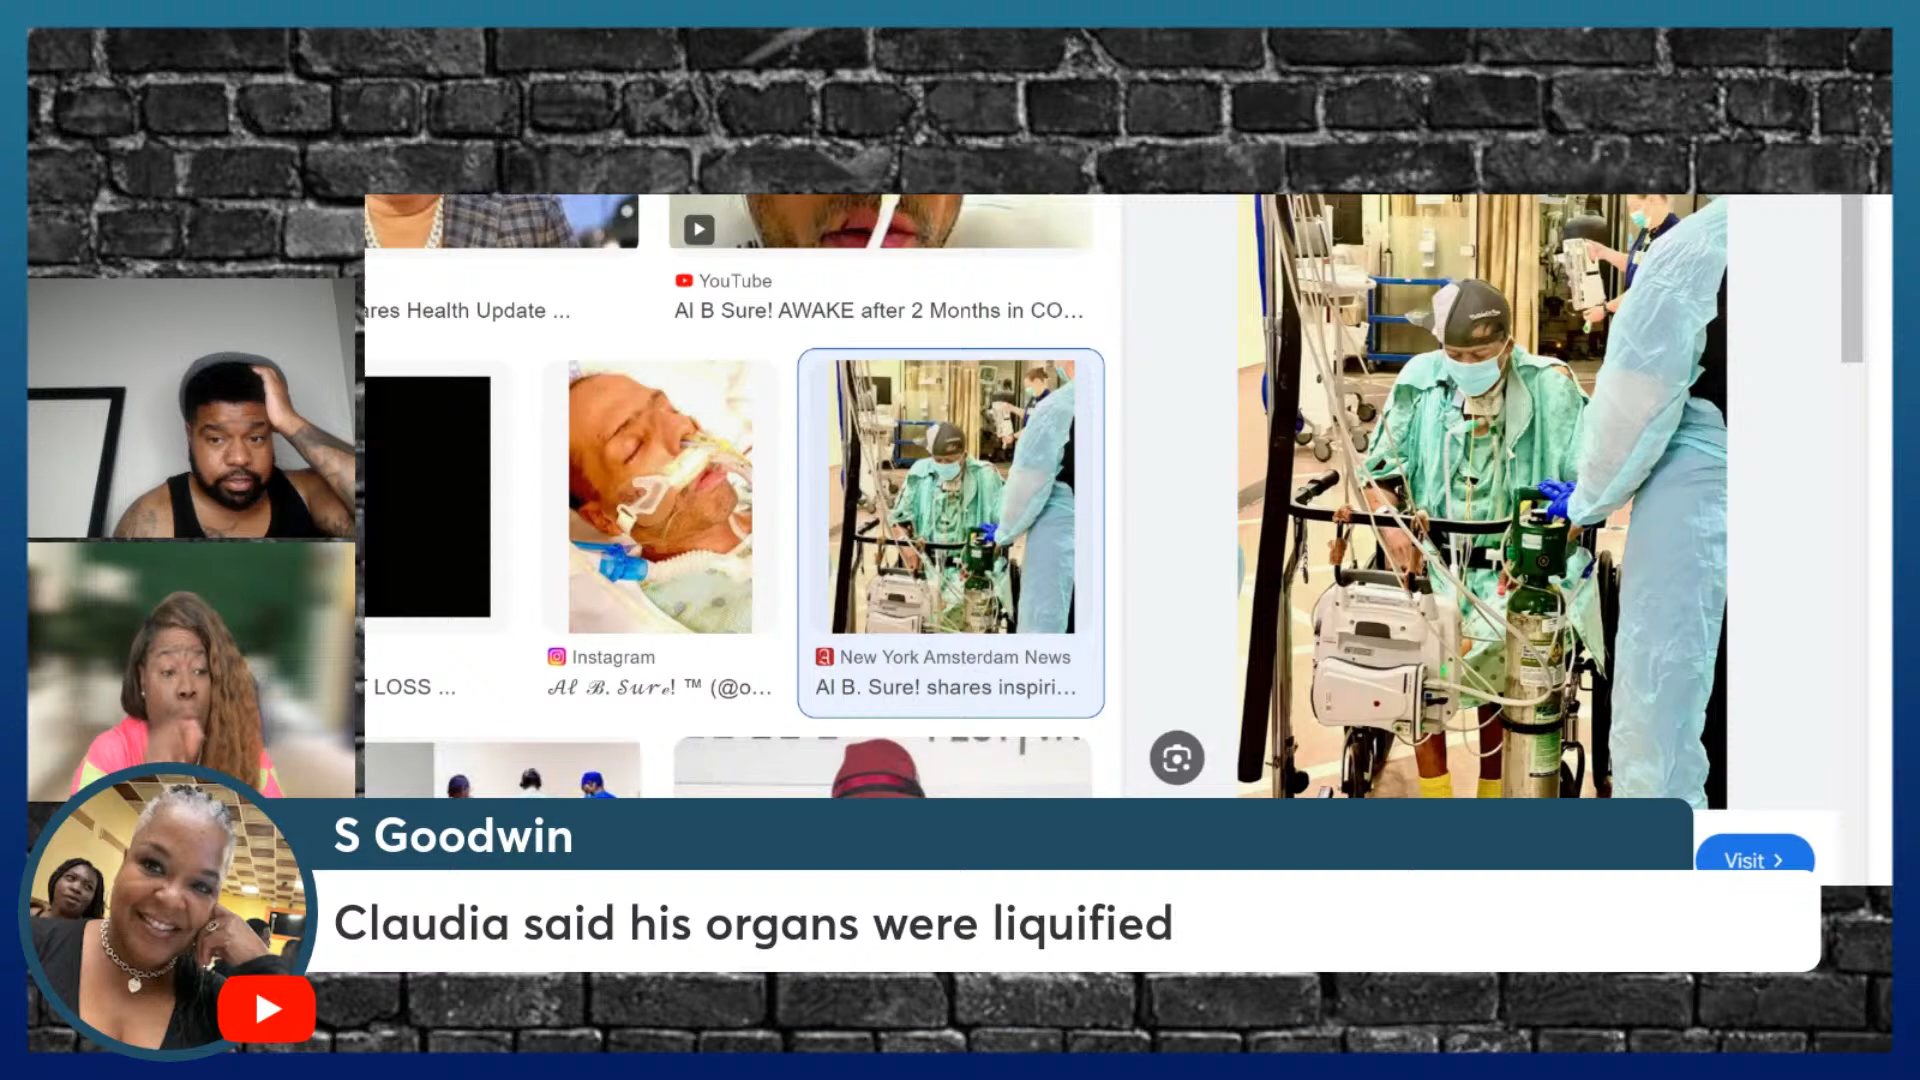 YouTube
ares Health Update ...
Al B Sure! AWAKE after 2 Months in CO...
Instagram
New York Amsterdam News
LOSS ...
𝒜ℓ ℬ. 𝒮𝓊𝓇ℯ! ™ (@o...
Al B. Sure! shares inspiri...
S Goodwin
Visit >
Claudia said his organs were liquified